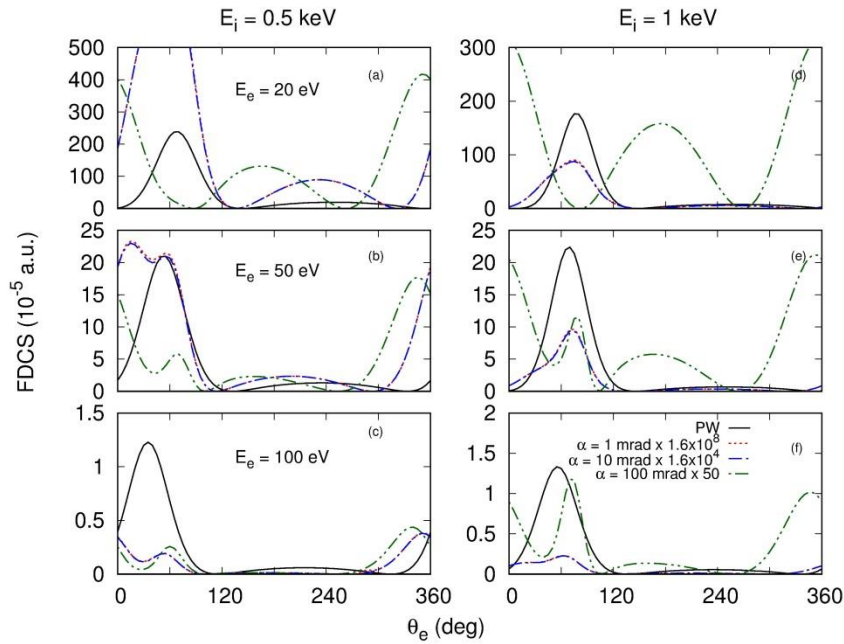 E_i = 0.5 keV
E_i = 1 keV
500
400
300
200
100
0
(a)
E_e = 20 eV
300
200
100
0
(d)
25
20
15
10
5
0
(b)
E_e = 50 eV
25
20
15
10
5
0
(e)
FDCS (10^-5 a.u.)
1.5
1
0.5
0
(c)
E_e = 100 eV
2
1.5
1
0.5
0
PW
α = 1 mrad x 1.6x10^8
α = 10 mrad x 1.6x10^4
α = 100 mrad x 50
(f)
0 120 240 360
0 120 240 360
θ_e (deg)